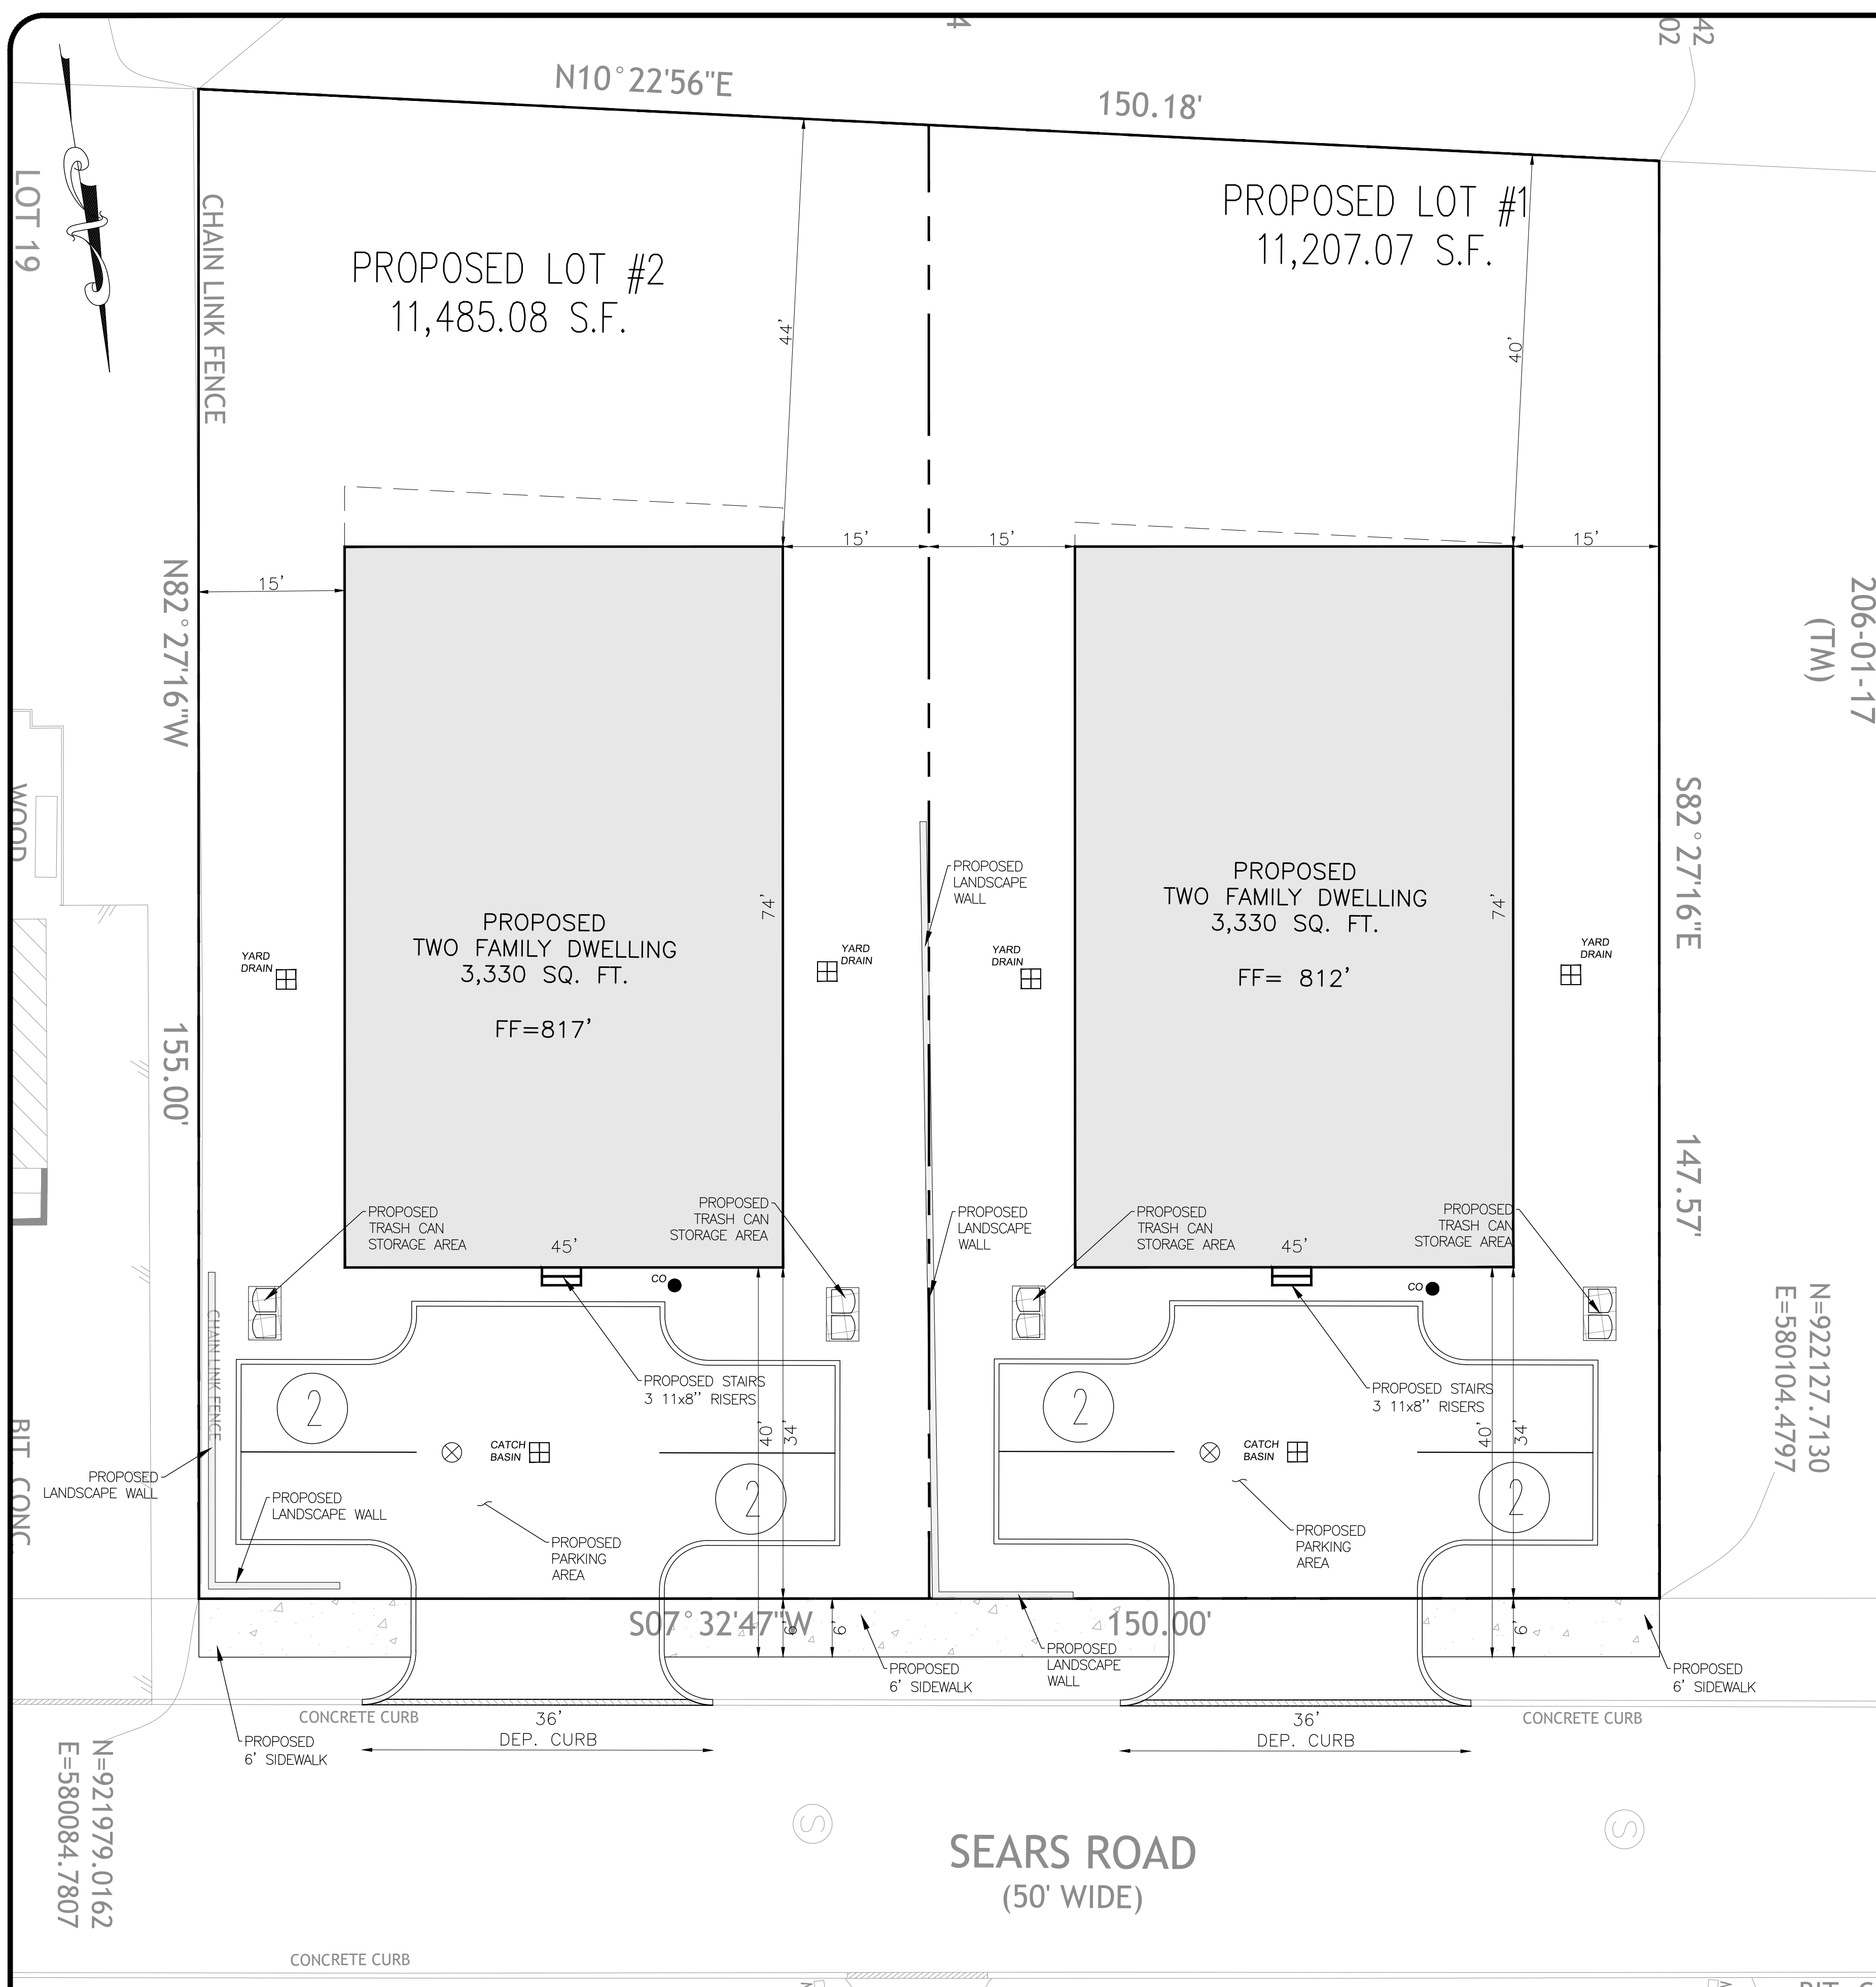 4
42
02
N10°22'56"E
150.18'
LOT 19
CHAIN LINK FENCE
PROPOSED LOT #2
11,485.08 S.F.
PROPOSED LOT #1
11,207.07 S.F.
44'
40'
15'
15'
15'
15'
N82°27'16"W
155.00'
206-01-17
(TM)
S82°27'16"E
147.57'
WOOD
PROPOSED
LANDSCAPE
WALL
PROPOSED
TWO FAMILY DWELLING
3,330 SQ. FT.
FF=817'
74'
PROPOSED
TWO FAMILY DWELLING
3,330 SQ. FT.
FF= 812'
74'
YARD
DRAIN
YARD
DRAIN
YARD
DRAIN
YARD
DRAIN
PROPOSED
TRASH CAN
STORAGE AREA
45'
PROPOSED
TRASH CAN
STORAGE AREA
PROPOSED
LANDSCAPE
WALL
PROPOSED
TRASH CAN
STORAGE AREA
45'
PROPOSED
TRASH CAN
STORAGE AREA
CO
CO
CHAIN LINK FENCE
N=922127.7130
E=580104.4797
PROPOSED STAIRS
3 11x8" RISERS
PROPOSED STAIRS
3 11x8" RISERS
2
2
2
2
CATCH
BASIN
CATCH
BASIN
40'
34'
40'
34'
BIT. CONC
PROPOSED
LANDSCAPE WALL
PROPOSED
LANDSCAPE WALL
PROPOSED
PARKING
AREA
PROPOSED
PARKING
AREA
S07°32'47"W
150.00'
6'
6'
6'
PROPOSED
6' SIDEWALK
PROPOSED
LANDSCAPE
WALL
PROPOSED
6' SIDEWALK
CONCRETE CURB
36'
DEP. CURB
36'
DEP. CURB
CONCRETE CURB
PROPOSED
6' SIDEWALK
N=921979.0162
E=580084.7807
S
S
SEARS ROAD
(50' WIDE)
CONCRETE CURB